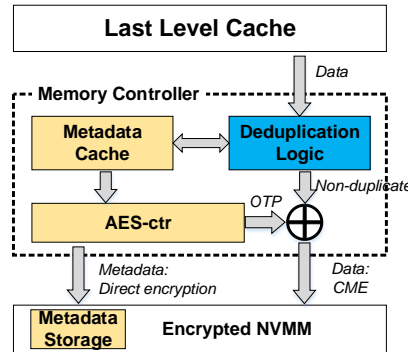 Last Level Cache
Data
Memory Controller
Metadata
Cache
Deduplication
Logic
OTP
Non-duplicate
AES-ctr
Metadata:
Direct encryption
Data:
CME
Metadata
Storage
Encrypted NVMM